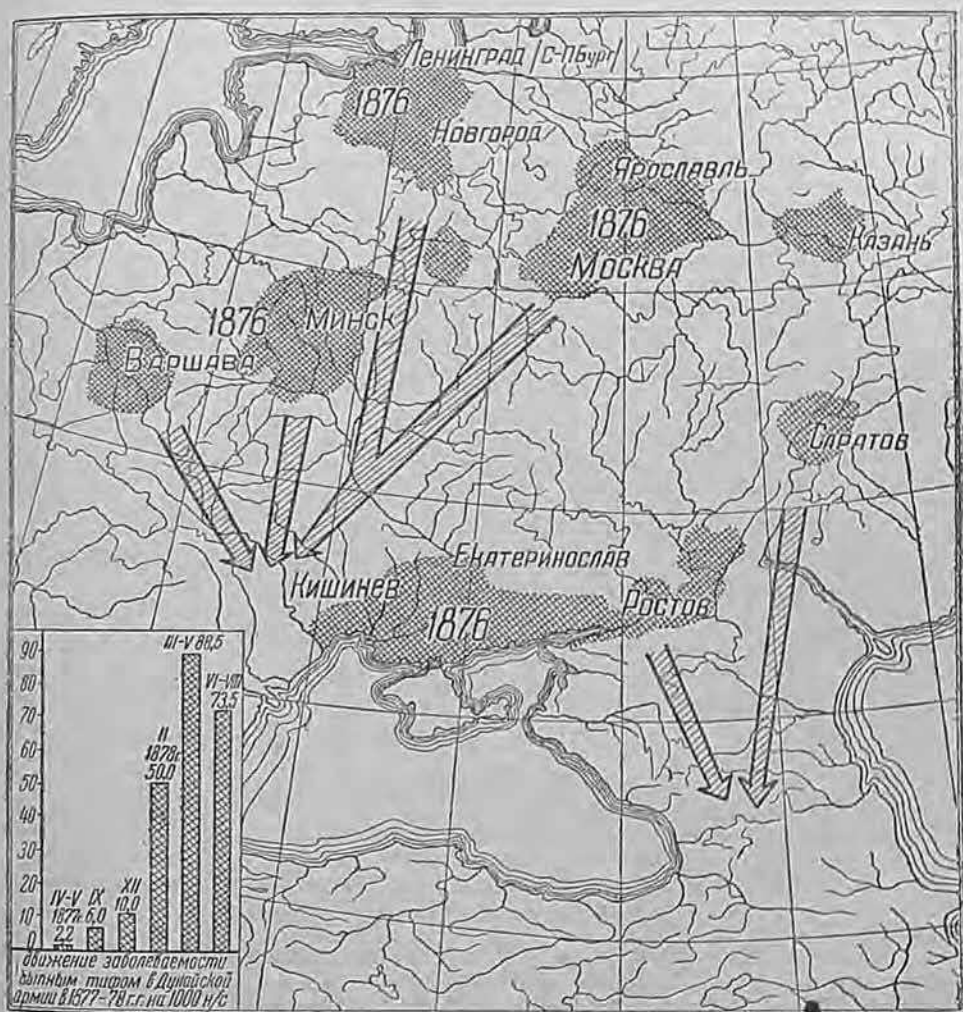 Ленинград /С-Пбург/
1876
Новгород
Ярославль
1876
Москва
Казань
1876
Минск
Варшава
Саратов
Екатеринослав
Кишинев
1876
Ростов
III-V 88,5
90
VI-VIII
73,5
80
70
II
1878г.
50.0
60
50
40
30
20
XII
10.0
IV-V IX
1877г. 6,0
2,2
10
0
движение заболеваемости
сыпным тифом в Дунайской
армии в 1877-78 г.г. на 1000 н/с